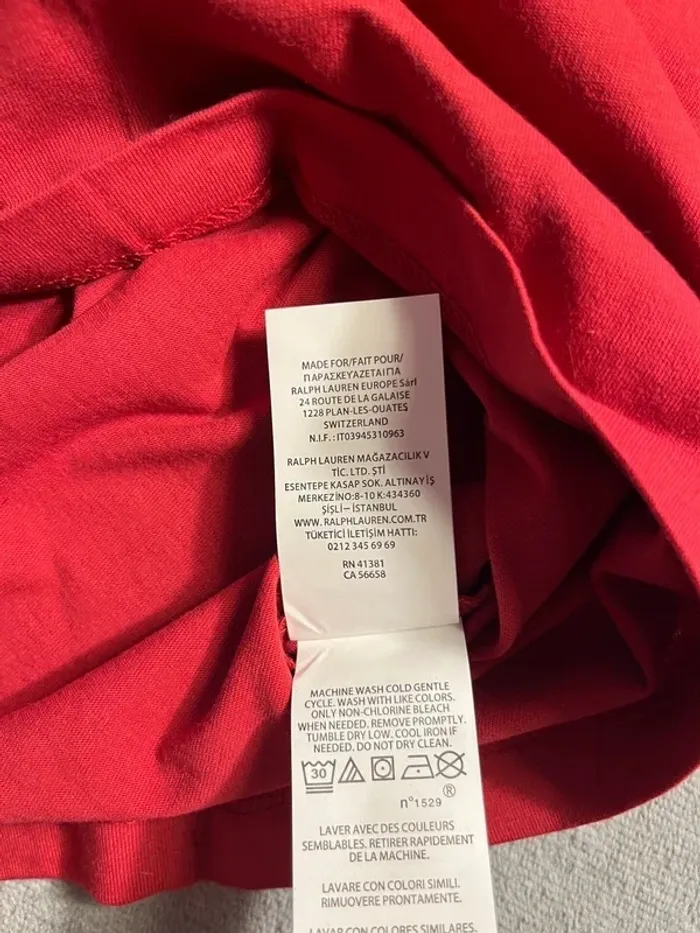 MADE FOR/FAIT POUR/
ΠΑΡΑΣΚΕΥΑΖΕΤΑΙ ΓΙΑ
RALPH LAUREN EUROPE Sárl
24 ROUTE DE LA GALAISE
1228 PLAN-LES-OUATES
SWITZERLAND
N.I.F. : IT03945310963
RALPH LAUREN MAĞAZACILIK V
TİC. LTD. ŞTİ
ESENTEPE KASAP SOK. ALTINAY İŞ
MERKEZİNO:8-10 K:434360
ŞİŞLİ– İSTANBUL
WWW.RALPHLAUREN.COM.TR
TÜKETİCİ İLETİŞİM HATTI:
0212 345 69 69
RN 41381
CA 56658
MACHINE WASH COLD GENTLE
CYCLE. WASH WITH LIKE COLORS.
ONLY NON-CHLORINE BLEACH
WHEN NEEDED. REMOVE PROMPTLY.
TUMBLE DRY LOW. COOL IRON IF
NEEDED. DO NOT DRY CLEAN.
30
®
n°1529
LAVER AVEC DES COULEURS
SEMBLABLES. RETIRER RAPIDEMENT
DE LA MACHINE.
LAVARE CON COLORI SIMILI.
RIMUOVERE PRONTAMENTE.
LAVAR CON COLORES SIMILARES.